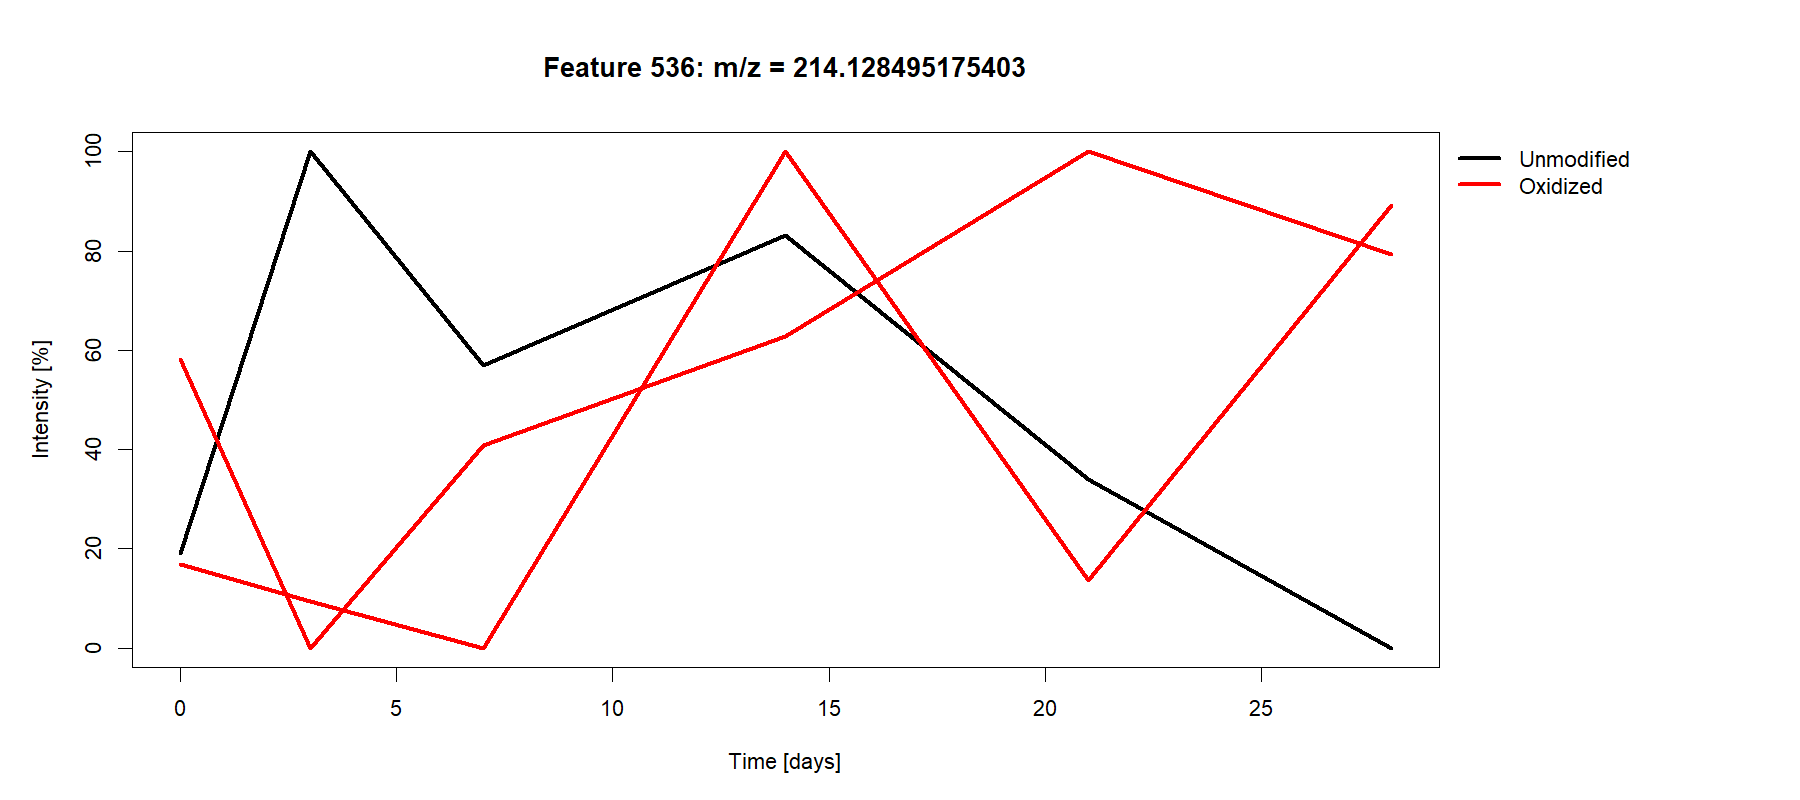 Feature 536: m/z = 214.128495175403
Unmodified
Oxidized
Intensity [%]
100
80
60
40
20
0
0 5 10 15 20 25
Time [days]